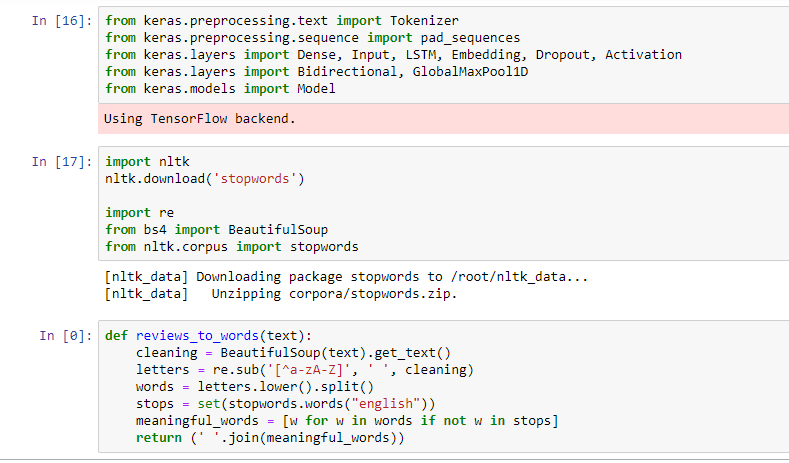 In [16]: from keras.preprocessing.text import Tokenizer
from keras.preprocessing.sequence import pad_sequences
from keras.layers import Dense, Input, LSTM, Embedding, Dropout, Activation
from keras.layers import Bidirectional, GlobalMaxPool1D
from keras.models import Model
Using TensorFlow backend.
In [17]: import nltk
nltk.download('stopwords')
import re
from bs4 import BeautifulSoup
from nltk.corpus import stopwords
[nltk_data] Downloading package stopwords to /root/nltk_data...
[nltk_data]   Unzipping corpora/stopwords.zip.
In [0]: def reviews_to_words(text):
    cleaning = BeautifulSoup(text).get_text()
    letters = re.sub('[^a-zA-Z]', ' ', cleaning)
    words = letters.lower().split()
    stops = set(stopwords.words("english"))
    meaningful_words = [w for w in words if not w in stops]
    return (' '.join(meaningful_words))